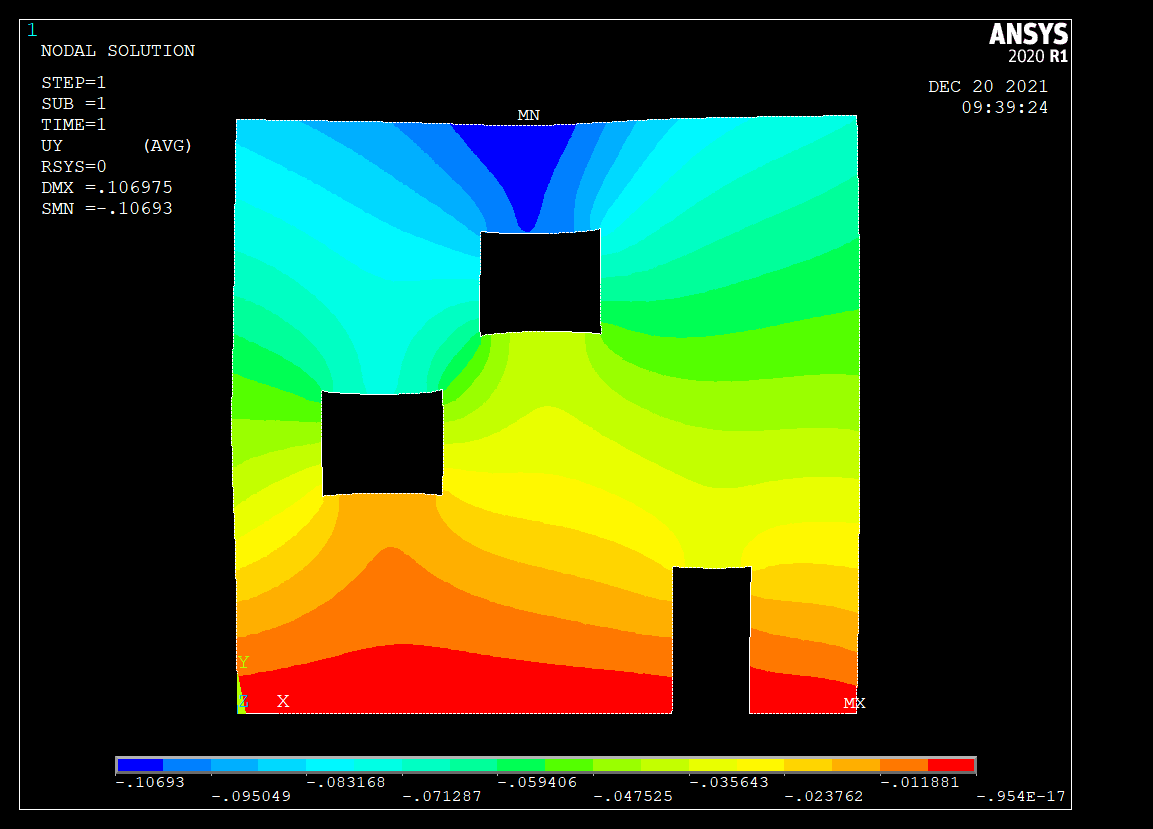 1
NODAL SOLUTION
STEP=1
SUB =1
TIME=1
UY (AVG)
RSYS=0
DMX =.106975
SMN =-.10693
ANSYS
2020 R1
DEC 20 2021
09:39:24
MN
Y
Z X
MX
-.10693 -.083168 -.059406 -.035643 -.011881
-.095049 -.071287 -.047525 -.023762 -.954E-17